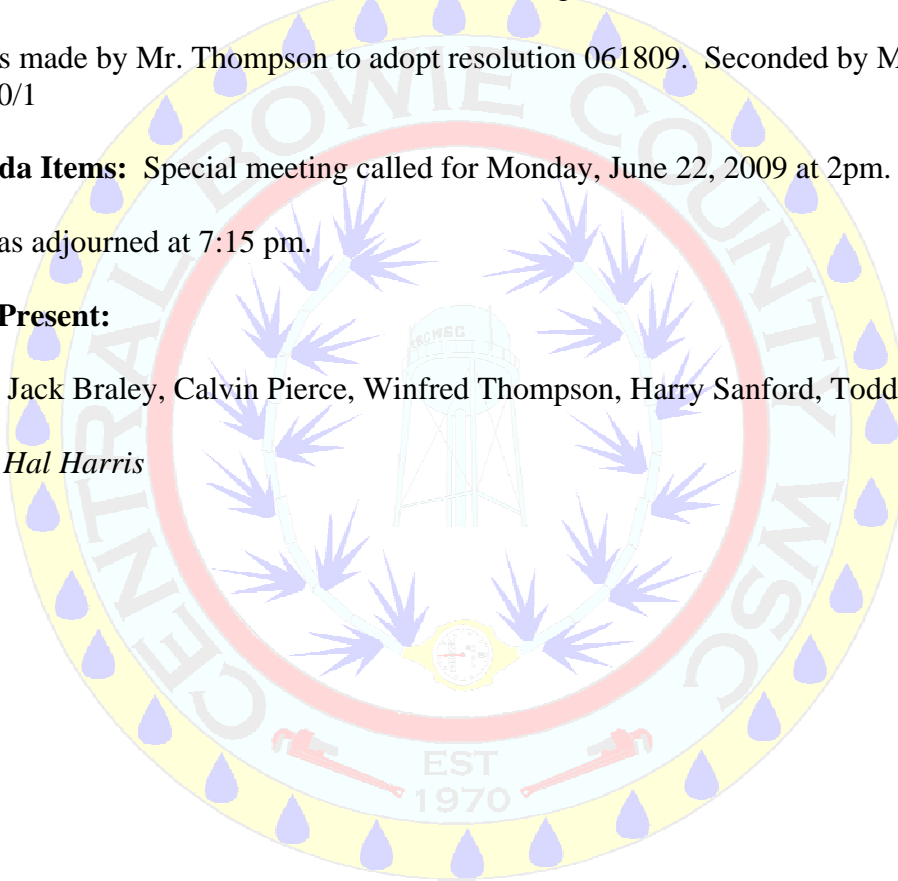 s made by Mr. Thompson to adopt resolution 061809.  Seconded by M
0/1
da Items:  Special meeting called for Monday, June 22, 2009 at 2pm.
as adjourned at 7:15 pm.
Present:
Jack Braley, Calvin Pierce, Winfred Thompson, Harry Sanford, Todd
Hal Harris
CENTRAL BOWIE COUNTY WSC
EST
1970